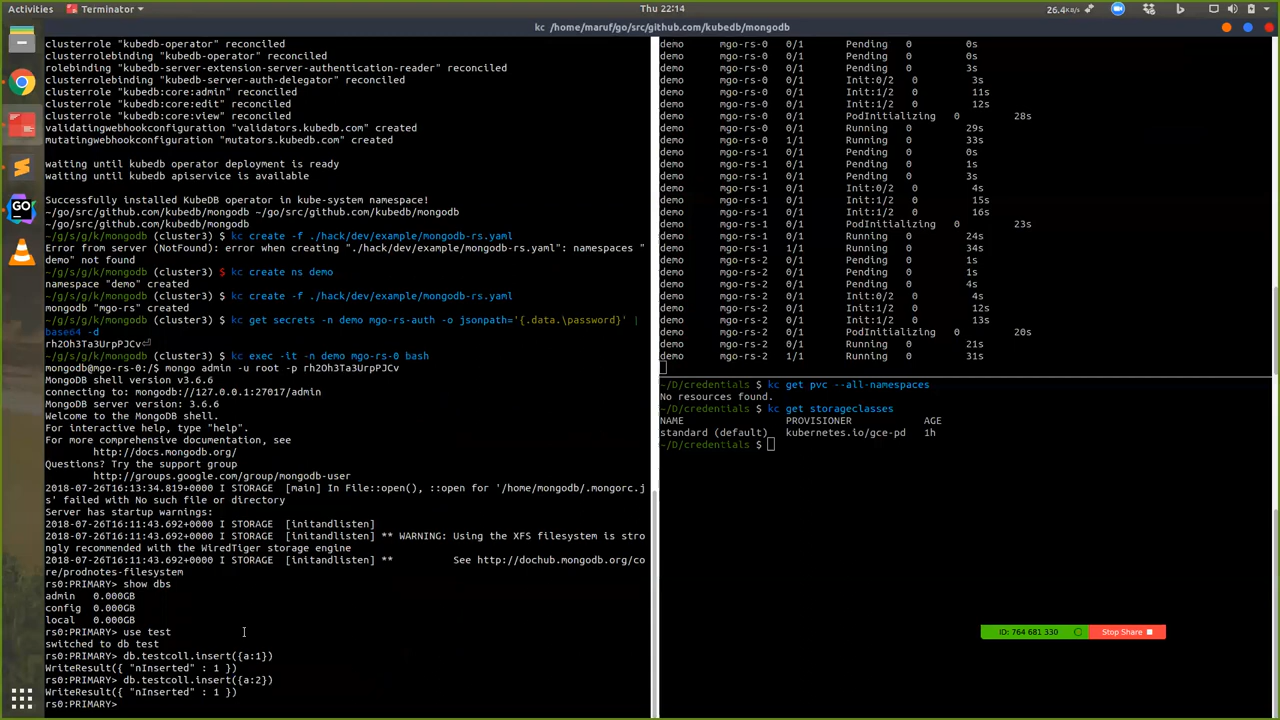 Activities
Terminator
Thu 22:14
26.4KB/s
kc /home/maruf/go/src/github.com/kubedb/mongodb
clusterrole "kubedb-operator" reconciled
clusterrolebinding "kubedb-operator" reconciled
rolebinding "kubedb-server-extension-server-authentication-reader" reconciled
clusterrolebinding "kubedb-server-auth-delegator" reconciled
clusterrole "kubedb:core:admin" reconciled
clusterrole "kubedb:core:edit" reconciled
clusterrole "kubedb:core:view" reconciled
validatingwebhookconfiguration "validators.kubedb.com" created
mutatingwebhookconfiguration "mutators.kubedb.com" created
waiting until kubedb operator deployment is ready
waiting until kubedb apiservice is available
Successfully installed KubeDB operator in kube-system namespace!
~/go/src/github.com/kubedb/mongodb ~/go/src/github.com/kubedb/mongodb
~/go/src/github.com/kubedb/mongodb
~/g/s/g/k/mongodb (cluster3) $ kc create -f ./hack/dev/example/mongodb-rs.yaml
Error from server (NotFound): error when creating "./hack/dev/example/mongodb-rs.yaml": namespaces "
demo" not found
~/g/s/g/k/mongodb (cluster3) $ kc create ns demo
namespace "demo" created
~/g/s/g/k/mongodb (cluster3) $ kc create -f ./hack/dev/example/mongodb-rs.yaml
mongodb "mgo-rs" created
~/g/s/g/k/mongodb (cluster3) $ kc get secrets -n demo mgo-rs-auth -o jsonpath='{.data.\password}' |
base64 -d
rh2Oh3Ta3UrpPJCv⏎
~/g/s/g/k/mongodb (cluster3) $ kc exec -it -n demo mgo-rs-0 bash
mongodb@mgo-rs-0:/$ mongo admin -u root -p rh2Oh3Ta3UrpPJCv
MongoDB shell version v3.6.6
connecting to: mongodb://127.0.0.1:27017/admin
MongoDB server version: 3.6.6
Welcome to the MongoDB shell.
For interactive help, type "help".
For more comprehensive documentation, see
http://docs.mongodb.org/
Questions? Try the support group
http://groups.google.com/group/mongodb-user
2018-07-26T16:13:34.819+0000 I STORAGE  [main] In File::open(), ::open for '/home/mongodb/.mongorc.j
s' failed with No such file or directory
Server has startup warnings:
2018-07-26T16:11:43.692+0000 I STORAGE  [initandlisten]
2018-07-26T16:11:43.692+0000 I STORAGE  [initandlisten] ** WARNING: Using the XFS filesystem is stro
ngly recommended with the WiredTiger storage engine
2018-07-26T16:11:43.692+0000 I STORAGE  [initandlisten] **          See http://dochub.mongodb.org/co
re/prodnotes-filesystem
rs0:PRIMARY> show dbs
admin   0.000GB
config  0.000GB
local   0.000GB
rs0:PRIMARY> use test
switched to db test
rs0:PRIMARY> db.testcoll.insert({a:1})
WriteResult({ "nInserted" : 1 })
rs0:PRIMARY> db.testcoll.insert({a:2})
WriteResult({ "nInserted" : 1 })
rs0:PRIMARY>
demo mgo-rs-0 0/1 Pending 0 0s
demo mgo-rs-0 0/1 Pending 0 0s
demo mgo-rs-0 0/1 Pending 0 3s
demo mgo-rs-0 0/1 Init:0/2 0 3s
demo mgo-rs-0 0/1 Init:1/2 0 11s
demo mgo-rs-0 0/1 Init:1/2 0 12s
demo mgo-rs-0 0/1 PodInitializing 0 28s
demo mgo-rs-0 0/1 Running 0 29s
demo mgo-rs-0 1/1 Running 0 33s
demo mgo-rs-1 0/1 Pending 0 0s
demo mgo-rs-1 0/1 Pending 0 1s
demo mgo-rs-1 0/1 Pending 0 3s
demo mgo-rs-1 0/1 Init:0/2 0 4s
demo mgo-rs-1 0/1 Init:1/2 0 15s
demo mgo-rs-1 0/1 Init:1/2 0 16s
demo mgo-rs-1 0/1 PodInitializing 0 23s
demo mgo-rs-1 0/1 Running 0 24s
demo mgo-rs-1 1/1 Running 0 34s
demo mgo-rs-2 0/1 Pending 0 1s
demo mgo-rs-2 0/1 Pending 0 1s
demo mgo-rs-2 0/1 Pending 0 4s
demo mgo-rs-2 0/1 Init:0/2 0 4s
demo mgo-rs-2 0/1 Init:1/2 0 12s
demo mgo-rs-2 0/1 Init:1/2 0 13s
demo mgo-rs-2 0/1 PodInitializing 0 20s
demo mgo-rs-2 0/1 Running 0 21s
demo mgo-rs-2 1/1 Running 0 31s
~/D/credentials $ kc get pvc --all-namespaces
No resources found.
~/D/credentials $ kc get storageclasses
NAME PROVISIONER AGE
standard (default) kubernetes.io/gce-pd 1h
~/D/credentials $
ID: 764 681 330
Stop Share
GO